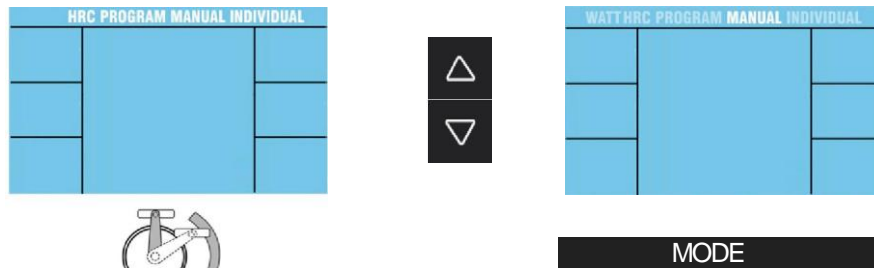 HRC PROGRAM MANUAL INDIVIDUAL
WATT HRC PROGRAM MANUAL INDIVIDUAL
MODE